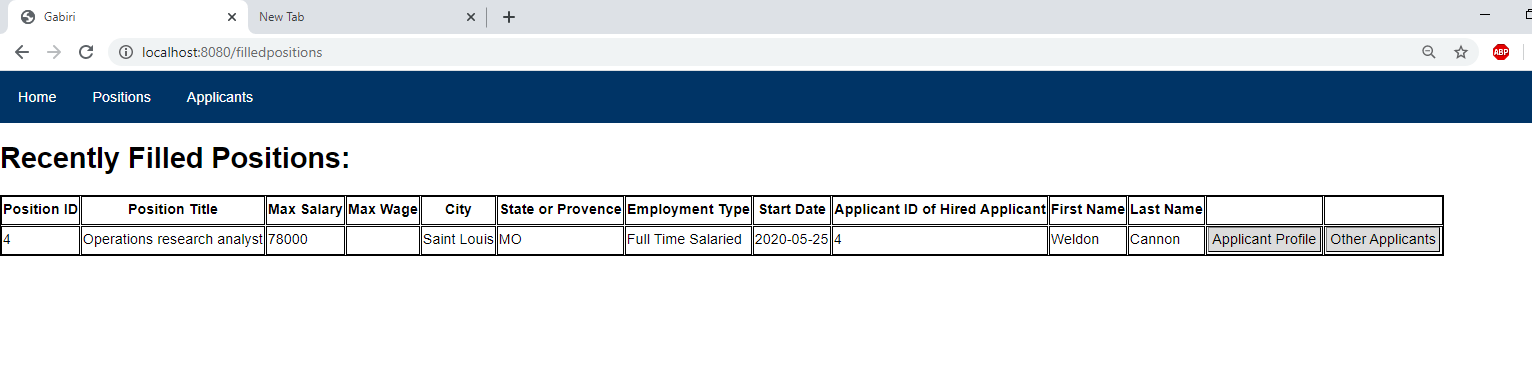 Gabiri New Tab
localhost:8080/filledpositions ABP
Home Positions Applicants
Recently Filled Positions:
Position ID Position Title Max Salary Max Wage City State or Provence Employment Type Start Date Applicant ID of Hired Applicant First Name Last Name
4 Operations research analyst 78000 Saint Louis MO Full Time Salaried 2020-05-25 4 Weldon Cannon Applicant Profile Other Applicants